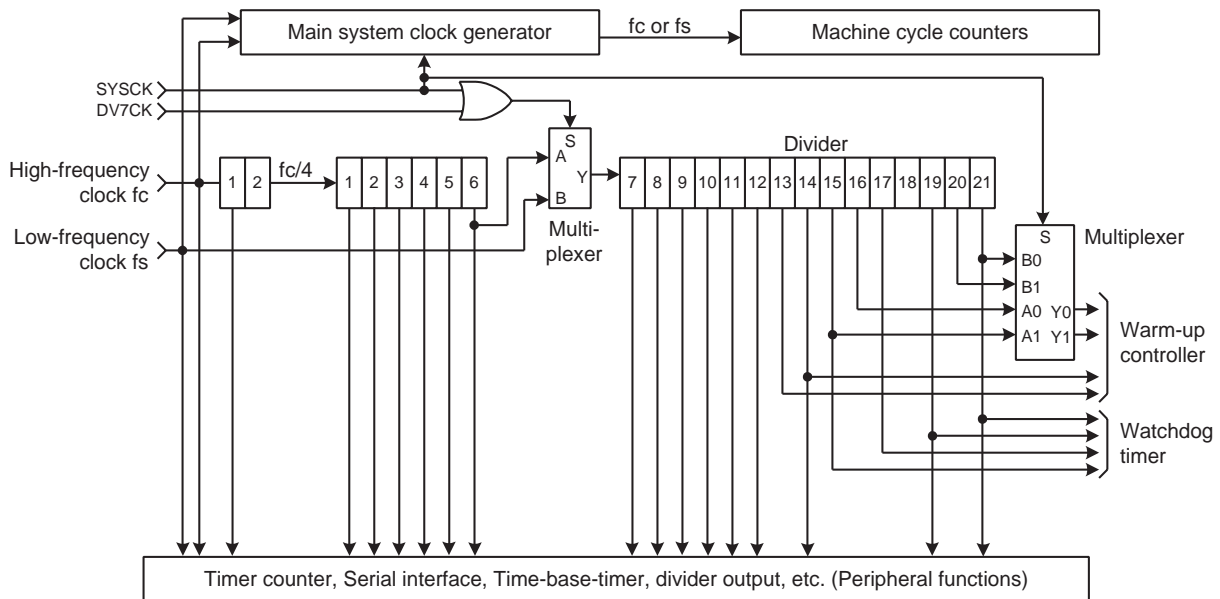 Main system clock generator
fc or fs
Machine cycle counters
SYSCK
DV7CK
High-frequency
clock fc
Low-frequency
clock fs
1 2
fc/4
1 2 3 4 5 6
S
A
B
Y
Multi-
plexer
Divider
7 8 9 10 11 12 13 14 15 16 17 18 19 20 21
S
B0
B1
A0 Y0
A1 Y1
Multiplexer
Warm-up
controller
Watchdog
timer
Timer counter, Serial interface, Time-base-timer, divider output, etc. (Peripheral functions)